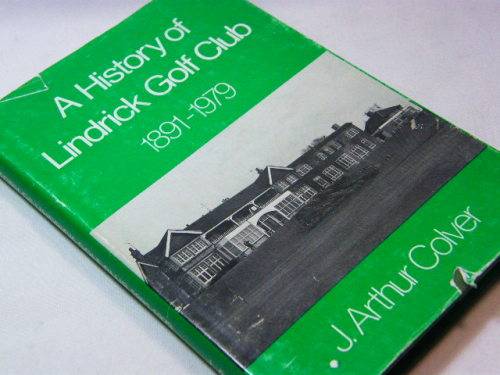 A History of
Lindrick Golf Club
1891-1979
J. Arthur Colver